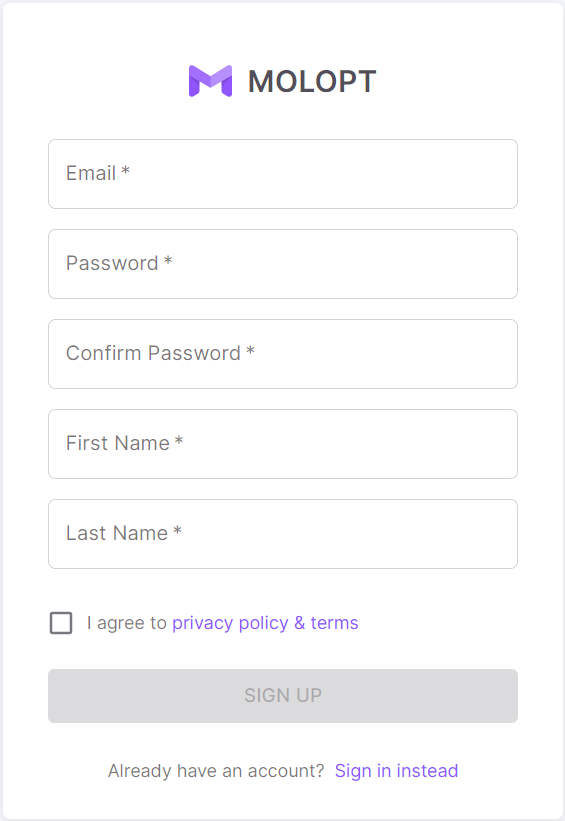 MOLOPT
Email *
Password *
Confirm Password *
First Name *
Last Name *
I agree to privacy policy & terms
SIGN UP
Already have an account? Sign in instead